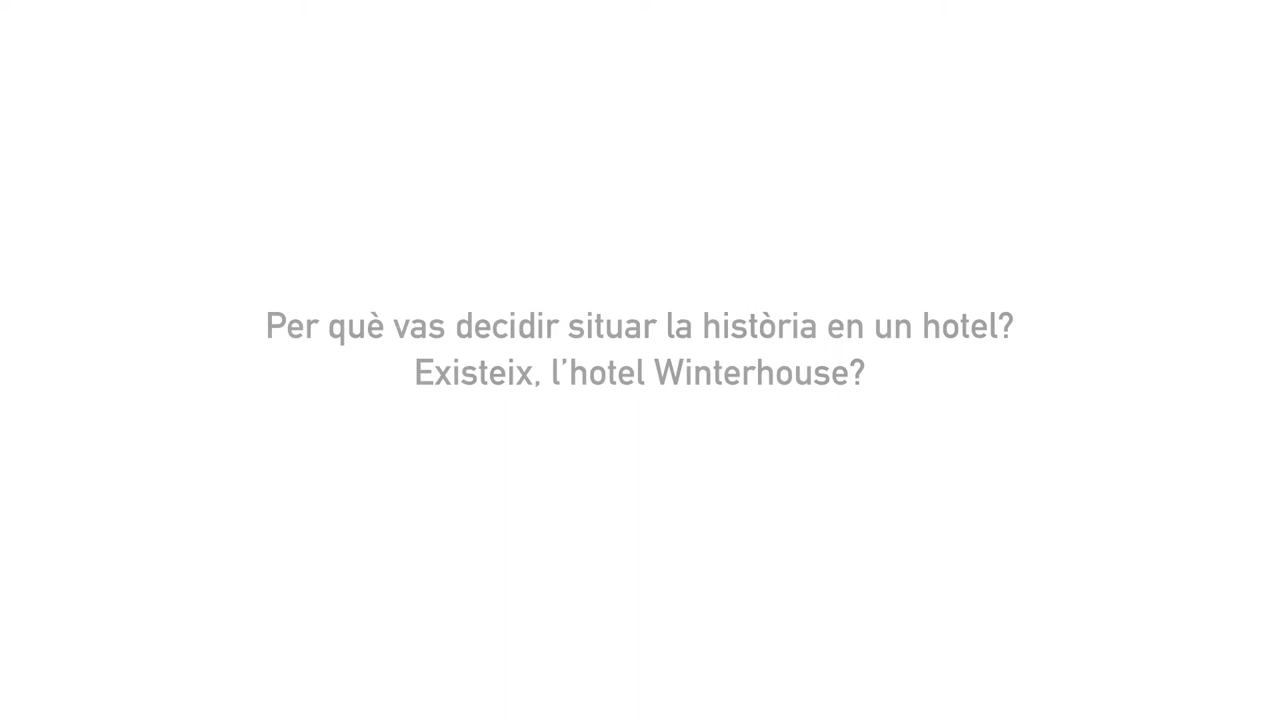 Per què vas decidir situar la història en un hotel?
Existeix, l’hotel Winterhouse?